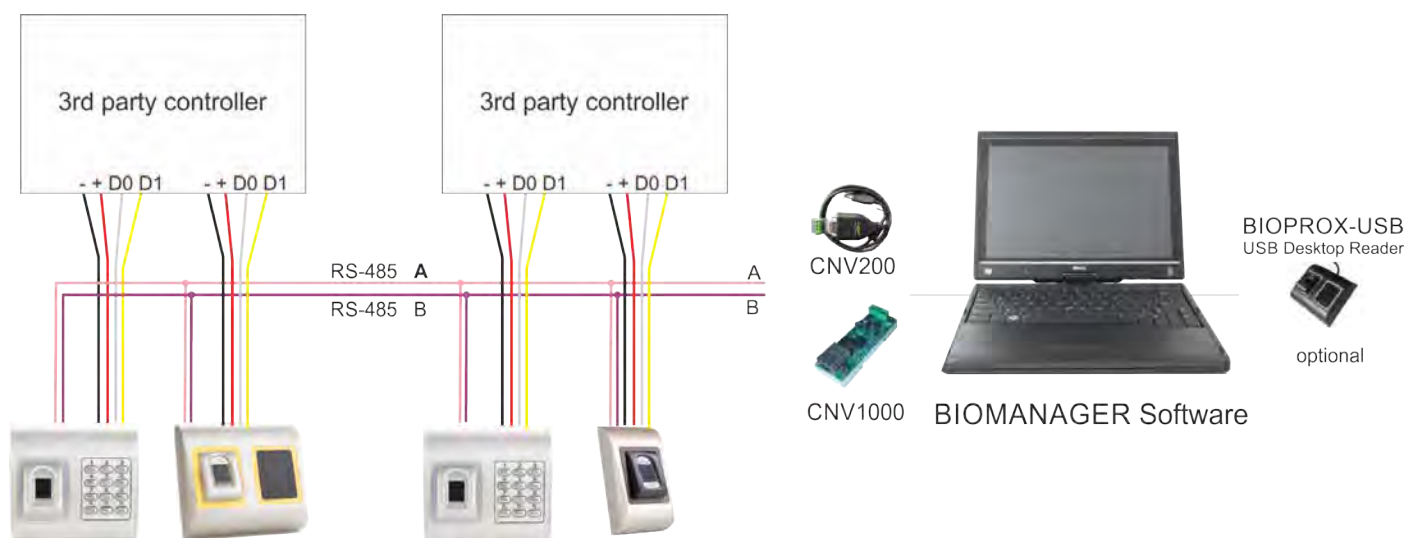 3rd party controller
- + D0 D1
- + D0 D1
3rd party controller
- + D0 D1
- + D0 D1
RS-485 A
RS-485 B
A
B
CNV200
CNV1000
BIOMANAGER Software
BIOPROX-USB
USB Desktop Reader
optional